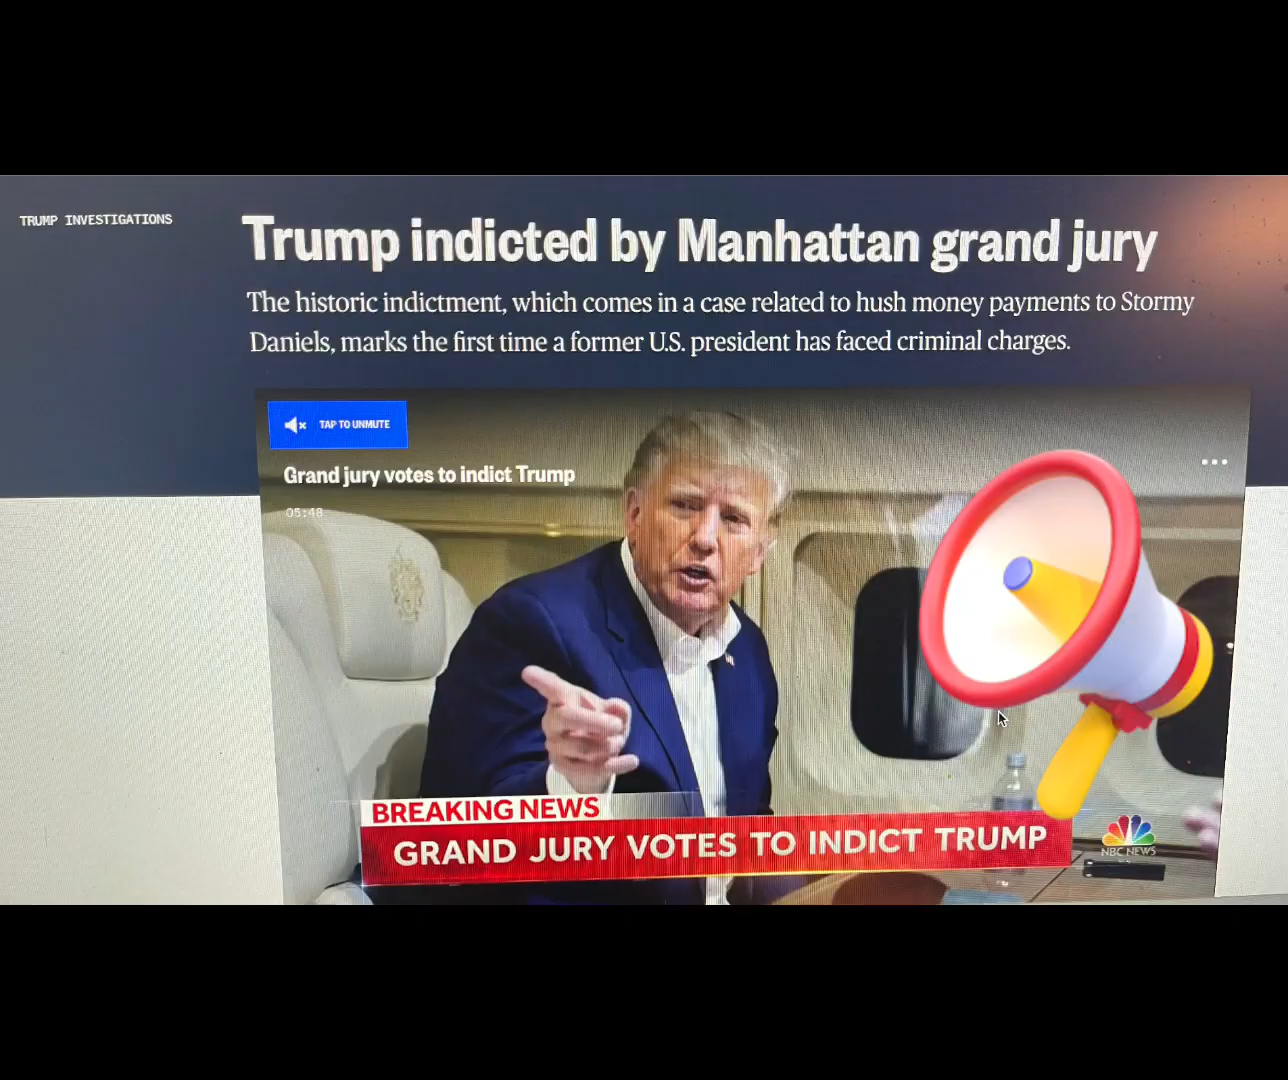 TRUMP INVESTIGATIONS
Trump indicted by Manhattan grand jury
The historic indictment, which comes in a case related to hush money payments to Stormy
Daniels, marks the first time a former U.S. president has faced criminal charges.
TAP TO UNMUTE
Grand jury votes to indict Trump
05:48
BREAKING NEWS
GRAND JURY VOTES TO INDICT TRUMP
NBC NEWS